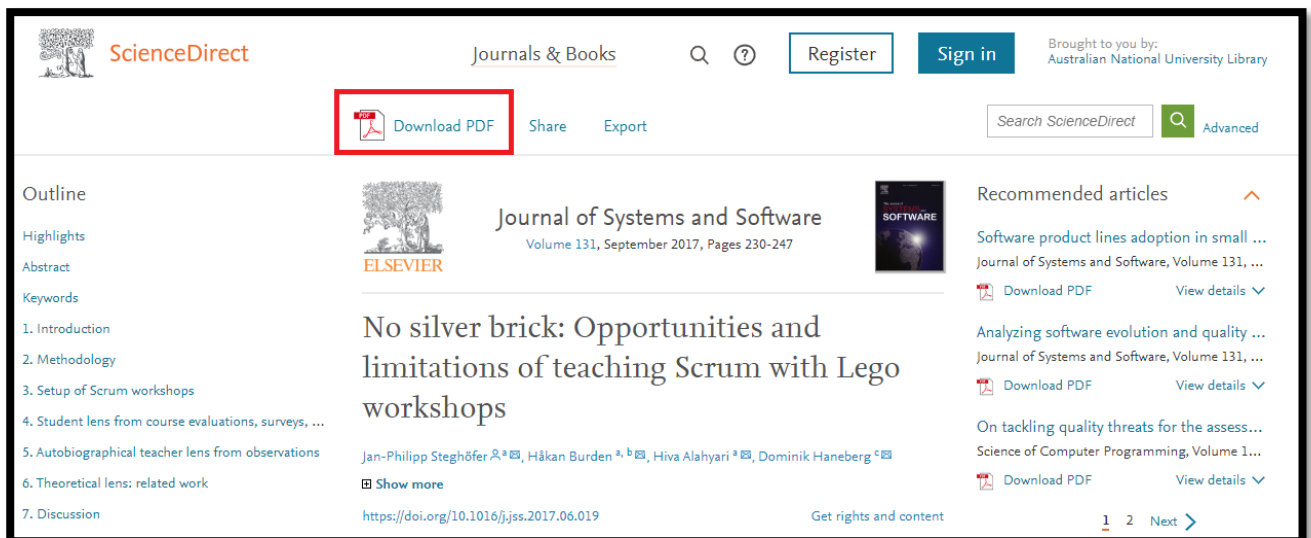 ScienceDirect
Journals & Books
Register
Sign in
Brought to you by:
Australian National University Library
PDF
Download PDF
Share
Export
Search ScienceDirect
Advanced
Outline
Highlights
Abstract
Keywords
1. Introduction
2. Methodology
3. Setup of Scrum workshops
4. Student lens from course evaluations, surveys, ...
5. Autobiographical teacher lens from observations
6. Theoretical lens: related work
7. Discussion
ELSEVIER
Journal of Systems and Software
Volume 131, September 2017, Pages 230-247
SYSTEMS
SOFTWARE
No silver brick: Opportunities and
limitations of teaching Scrum with Lego
workshops
Jan-Philipp Steghöfer a, Håkan Burden a, b, Hiva Alahyari a, Dominik Haneberg c
Show more
https://doi.org/10.1016/j.jss.2017.06.019
Get rights and content
Recommended articles
Software product lines adoption in small ...
Journal of Systems and Software, Volume 131, ...
Download PDF
View details
Analyzing software evolution and quality ...
Journal of Systems and Software, Volume 131, ...
Download PDF
View details
On tackling quality threats for the assess...
Science of Computer Programming, Volume 1...
Download PDF
View details
1 2 Next